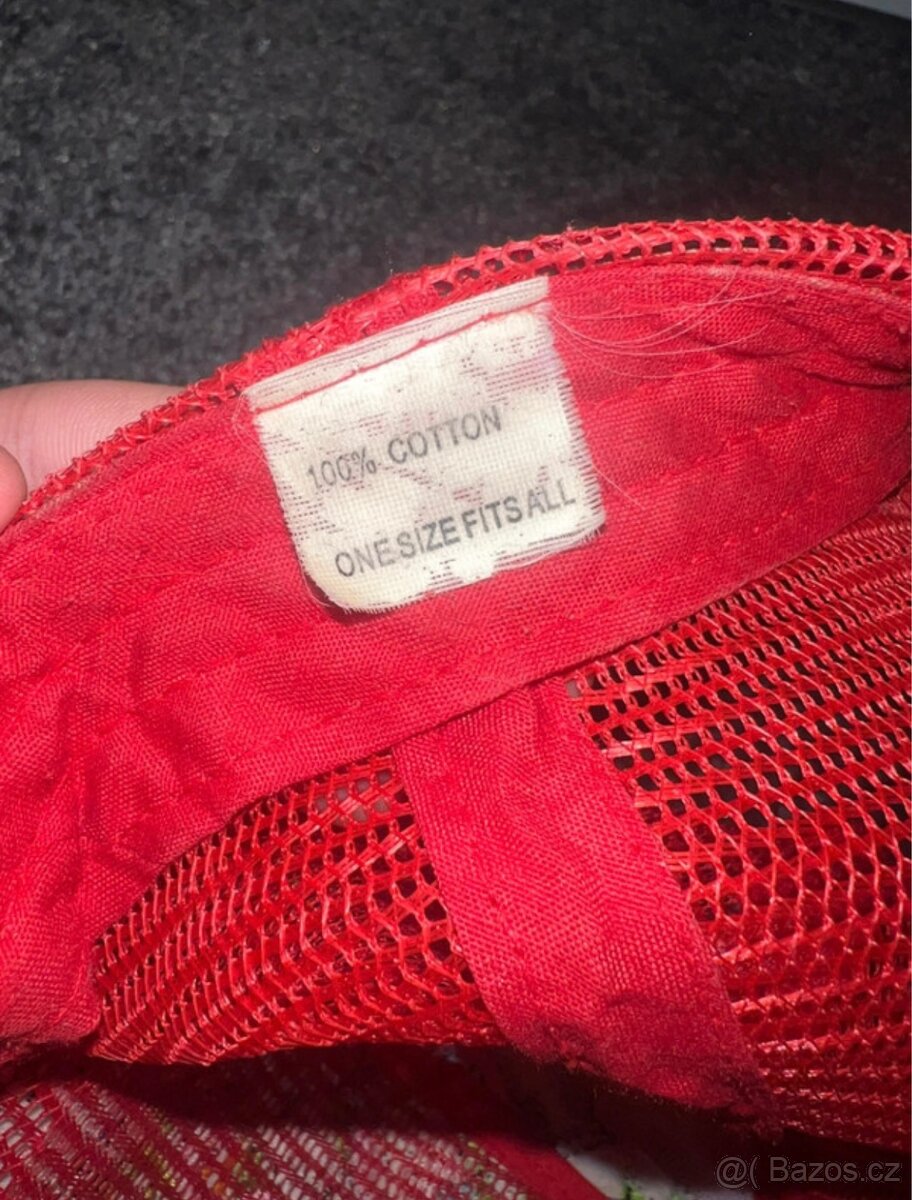 100% COTTON
ONE SIZE FITS ALL
@( Bazos.cz